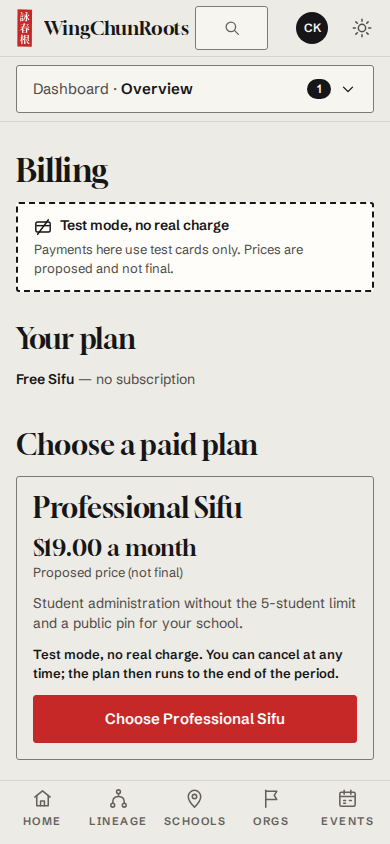 詠春根
WingChunRoots
CK
Dashboard · Overview
1
Billing
Test mode, no real charge
Payments here use test cards only. Prices are
proposed and not final.
Your plan
Free Sifu — no subscription
Choose a paid plan
Professional Sifu
$19.00 a month
Proposed price (not final)
Student administration without the 5-student limit
and a public pin for your school.
Test mode, no real charge. You can cancel at any
time; the plan then runs to the end of the period.
Choose Professional Sifu
HOME
LINEAGE
SCHOOLS
ORGS
EVENTS